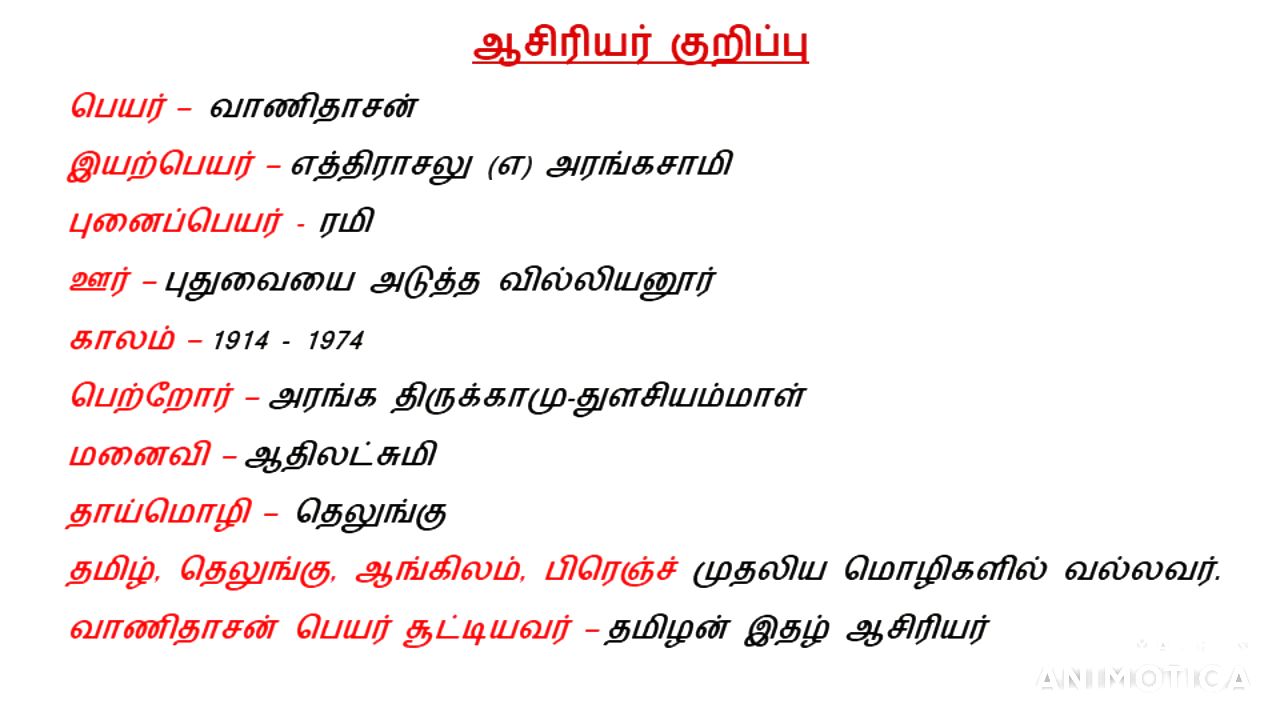 ஆசிரியர் குறிப்பு
பெயர் – வாணிதாசன்
இயற்பெயர் – எத்திராசலு (எ) அரங்கசாமி
புனைப்பெயர் - ரமி
ஊர் – புதுவையை அடுத்த வில்லியனூர்
காலம் – 1914 - 1974
பெற்றோர் – அரங்க திருக்காமு-துளசியம்மாள்
மனைவி – ஆதிலட்சுமி
தாய்மொழி – தெலுங்கு
தமிழ், தெலுங்கு, ஆங்கிலம், பிரெஞ்ச் முதலிய மொழிகளில் வல்லவர்.
வாணிதாசன் பெயர் சூட்டியவர் – தமிழன் இதழ் ஆசிரியர்
ANIMOTICA